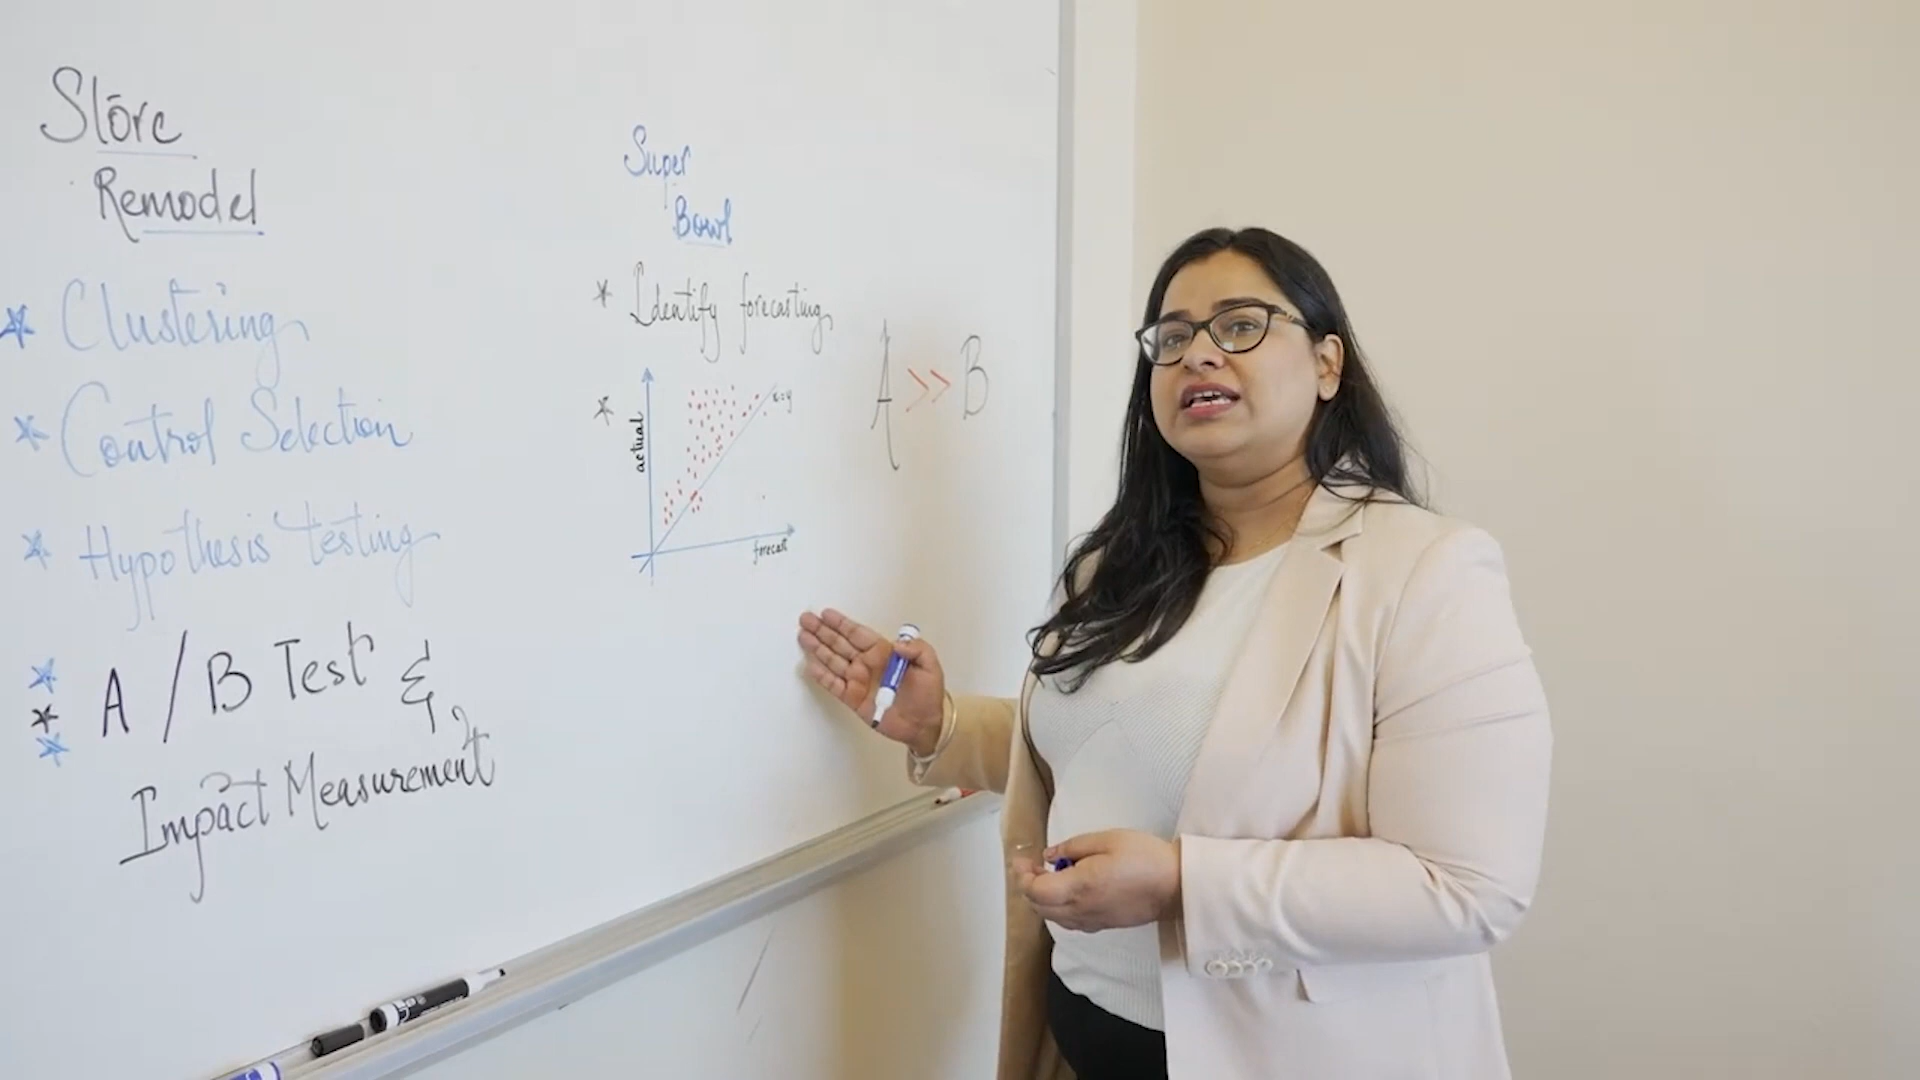 Store
Remodel
Clustering
Control Selection
Hypothesis testing
A / B Test &
Impact Measurement
Super
Bowl
Identify forecasting
actual
x=y
forecast
A >> B